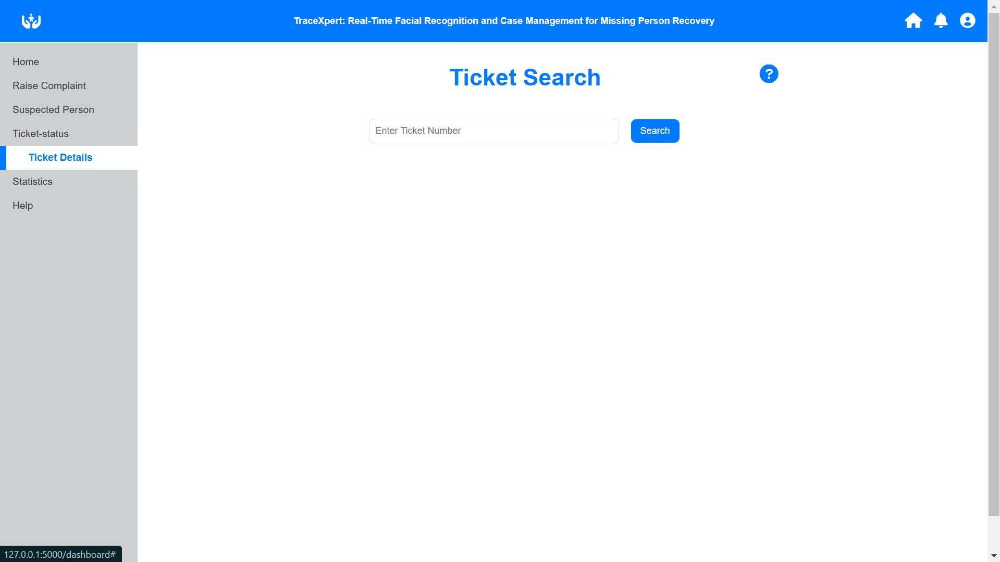 TraceXpert: Real-Time Facial Recognition and Case Management for Missing Person Recovery
Home
Raise Complaint
Suspected Person
Ticket-status
Ticket Details
Statistics
Help
Ticket Search
?
Enter Ticket Number
Search
127.0.0.1:5000/dashboard#